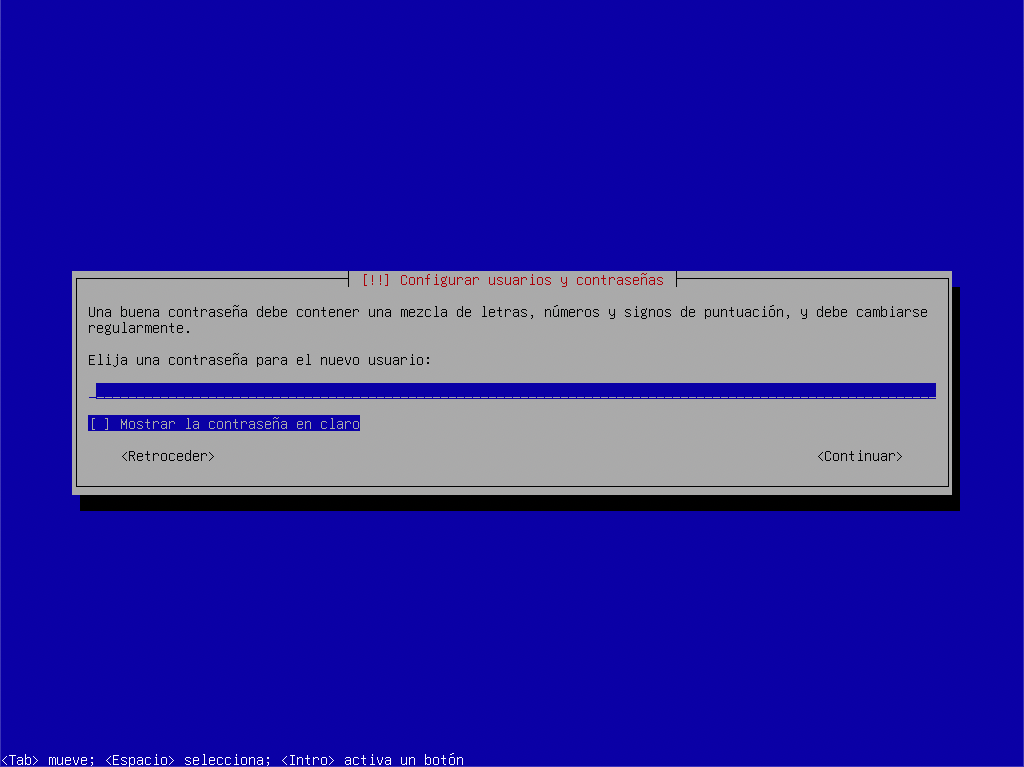 [!!] Configurar usuarios y contraseñas
Una buena contraseña debe contener una mezcla de letras, números y signos de puntuación, y debe cambiarse
regularmente.
Elija una contraseña para el nuevo usuario:
[ ] Mostrar la contraseña en claro
<Retroceder> <Continuar>
<Tab> mueve; <Espacio> selecciona; <Intro> activa un botón